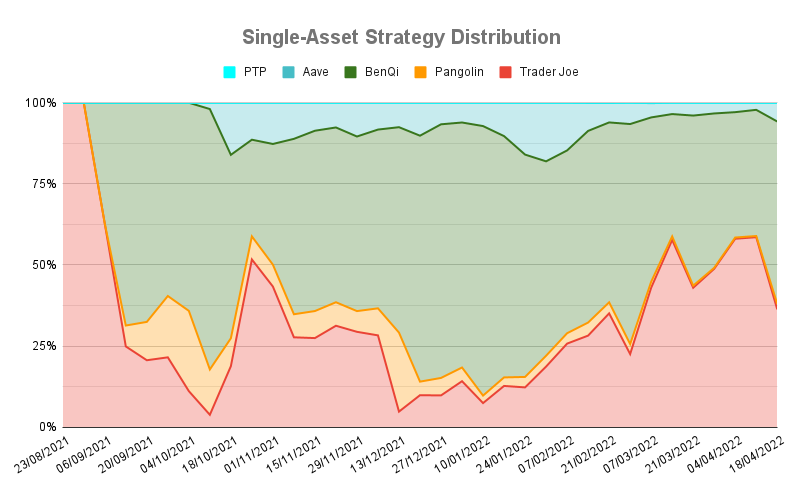 Single-Asset Strategy Distribution
PTP Aave BenQi Pangolin Trader Joe
100%
75%
50%
25%
0%
23/08/2021 06/09/2021 20/09/2021 04/10/2021 18/10/2021 01/11/2021 15/11/2021 29/11/2021 13/12/2021 27/12/2021 10/01/2022 24/01/2022 07/02/2022 21/02/2022 07/03/2022 21/03/2022 04/04/2022 18/04/2022